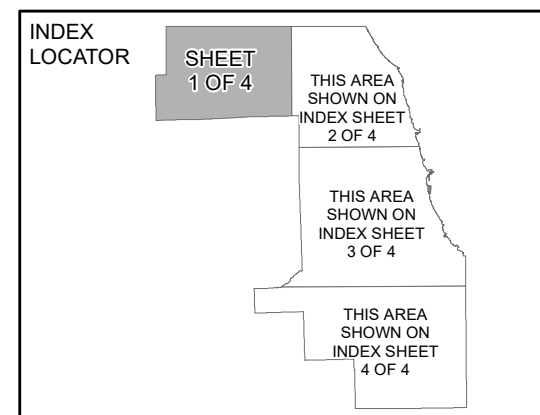 INDEX
LOCATOR
SHEET
1 OF 4
THIS AREA
SHOWN ON
INDEX SHEET
2 OF 4
THIS AREA
SHOWN ON
INDEX SHEET
3 OF 4
THIS AREA
SHOWN ON
INDEX SHEET
4 OF 4